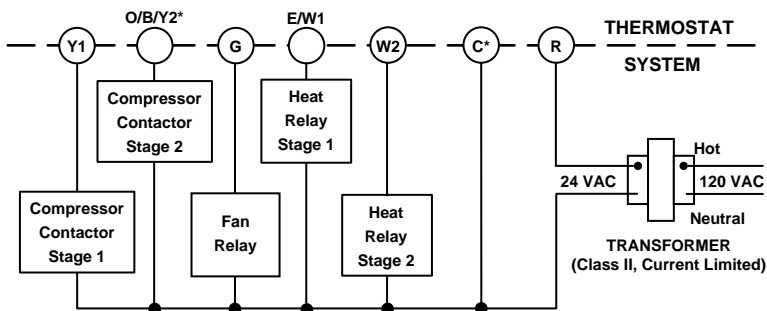 O/B/Y2*
E/W1
Y1
G
W2
C*
R
THERMOSTAT
SYSTEM
Compressor
Contactor
Stage 2
Heat
Relay
Stage 1
Hot
24 VAC
120 VAC
Compressor
Contactor
Stage 1
Fan
Relay
Heat
Relay
Stage 2
Neutral
TRANSFORMER
(Class II, Current Limited)